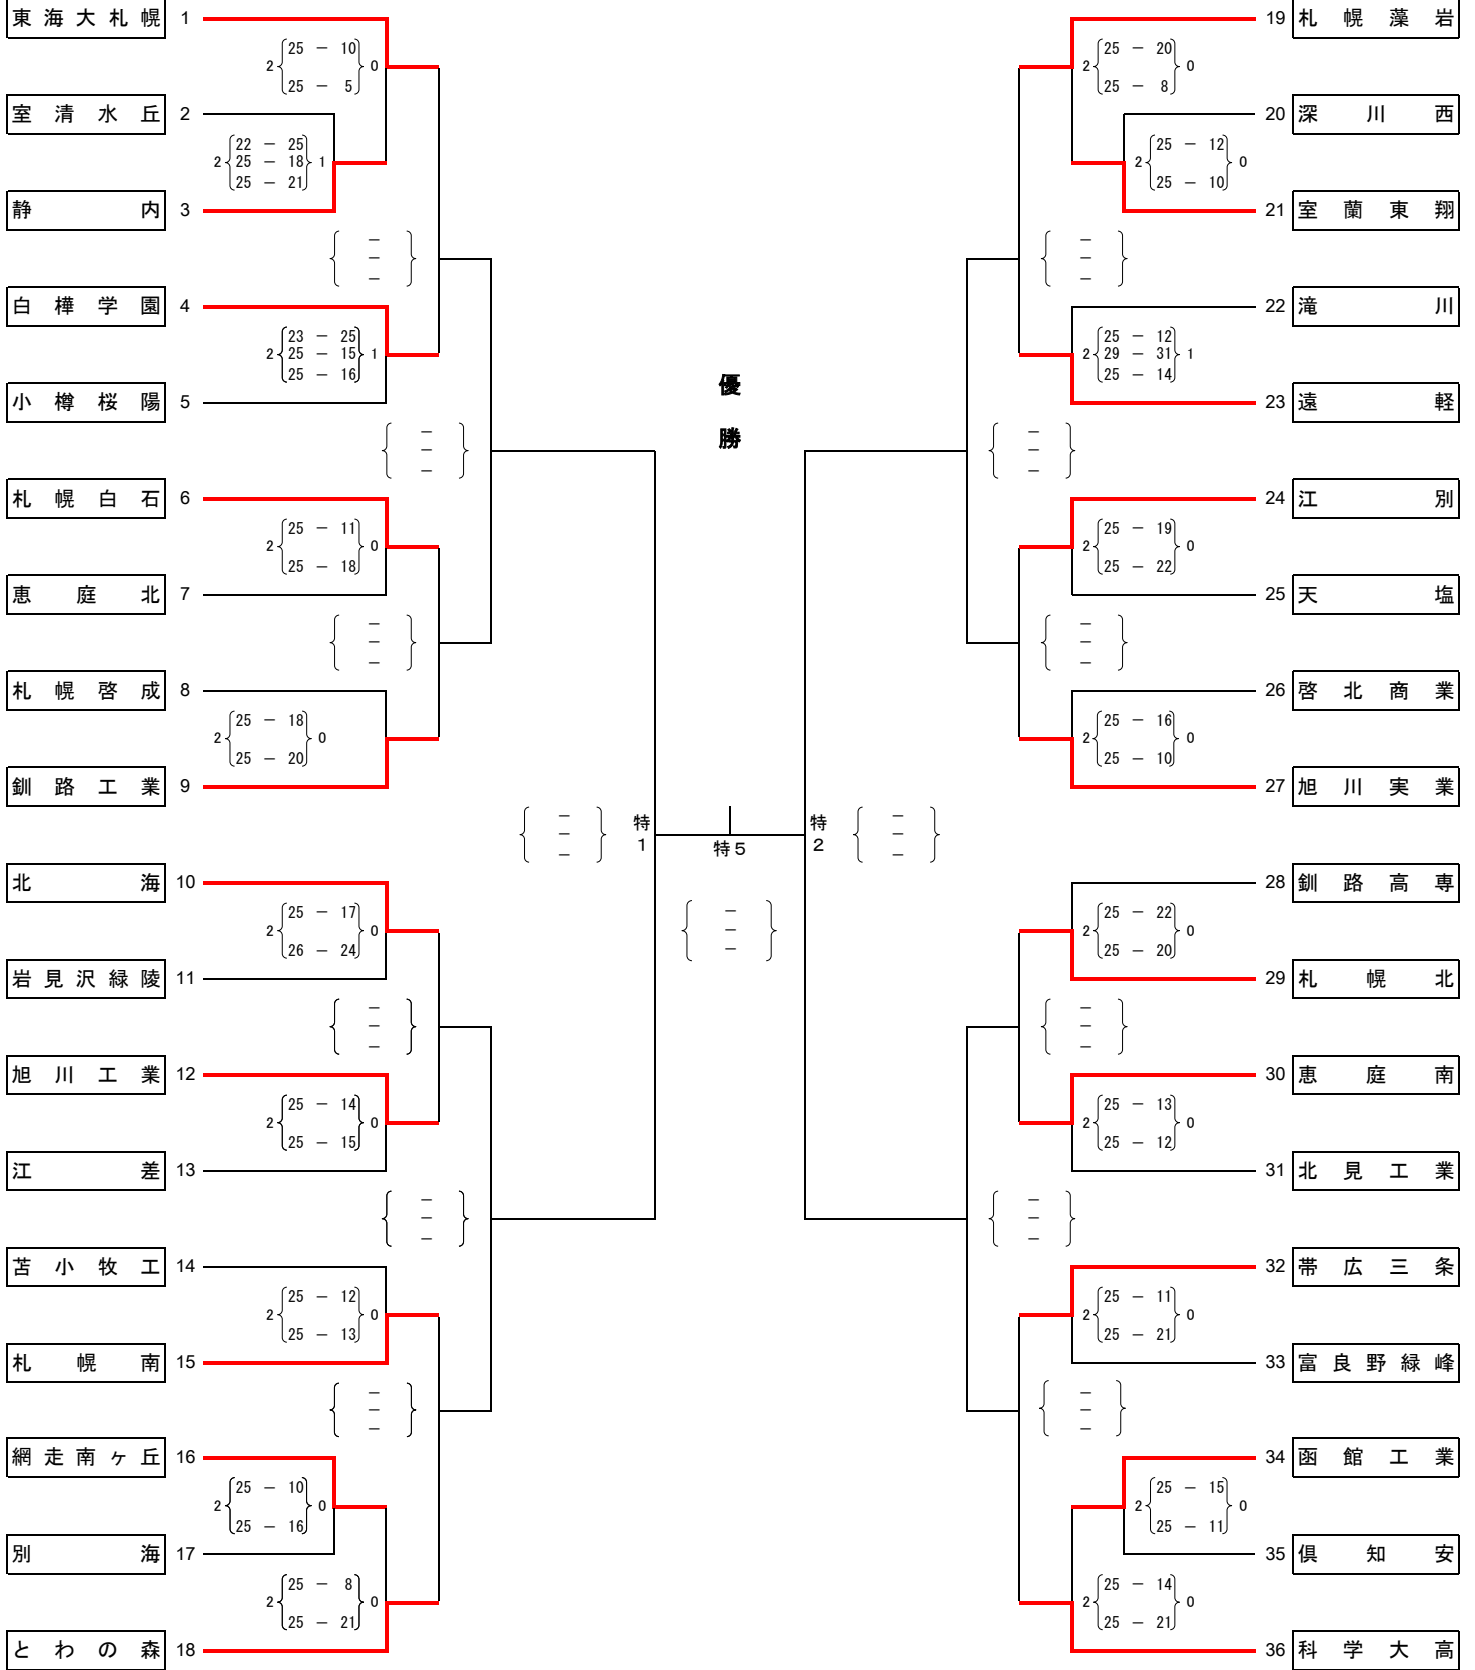 東海大札幌 1
2 25 － 10 0
25 － 5
室清水丘 2
22 － 25
2 25 － 18 1
25 － 21
静内 3
－
－
－
白樺学園 4
23 － 25
2 25 － 15 1
25 － 16
小樽桜陽 5
－
－
－
札幌白石 6
2 25 － 11 0
25 － 18
恵庭北 7
－
－
－
札幌啓成 8
2 25 － 18 0
25 － 20
釧路工業 9
－
－
－
特1
北海 10
2 25 － 17 0
26 － 24
岩見沢緑陵 11
－
－
－
旭川工業 12
2 25 － 14 0
25 － 15
江差 13
－
－
－
苫小牧工 14
2 25 － 12 0
25 － 13
札幌南 15
－
－
－
網走南ヶ丘 16
2 25 － 10 0
25 － 16
別海 17
2 25 － 8 0
25 － 21
とわの森 18
優勝
特5
－
－
－
19 札幌藻岩
2 25 － 20 0
25 － 8
20 深川西
2 25 － 12 0
25 － 10
21 室蘭東翔
－
－
－
22 滝川
25 － 12
2 29 － 31 1
25 － 14
23 遠軽
－
－
－
24 江別
2 25 － 19 0
25 － 22
25 天塩
－
－
－
26 啓北商業
2 25 － 16 0
25 － 10
27 旭川実業
特2
－
－
－
28 釧路高専
2 25 － 22 0
25 － 20
29 札幌北
－
－
－
30 恵庭南
2 25 － 13 0
25 － 12
31 北見工業
－
－
－
32 帯広三条
2 25 － 11 0
25 － 21
33 富良野緑峰
－
－
－
34 函館工業
2 25 － 15 0
25 － 11
35 倶知安
2 25 － 14 0
25 － 21
36 科学大高